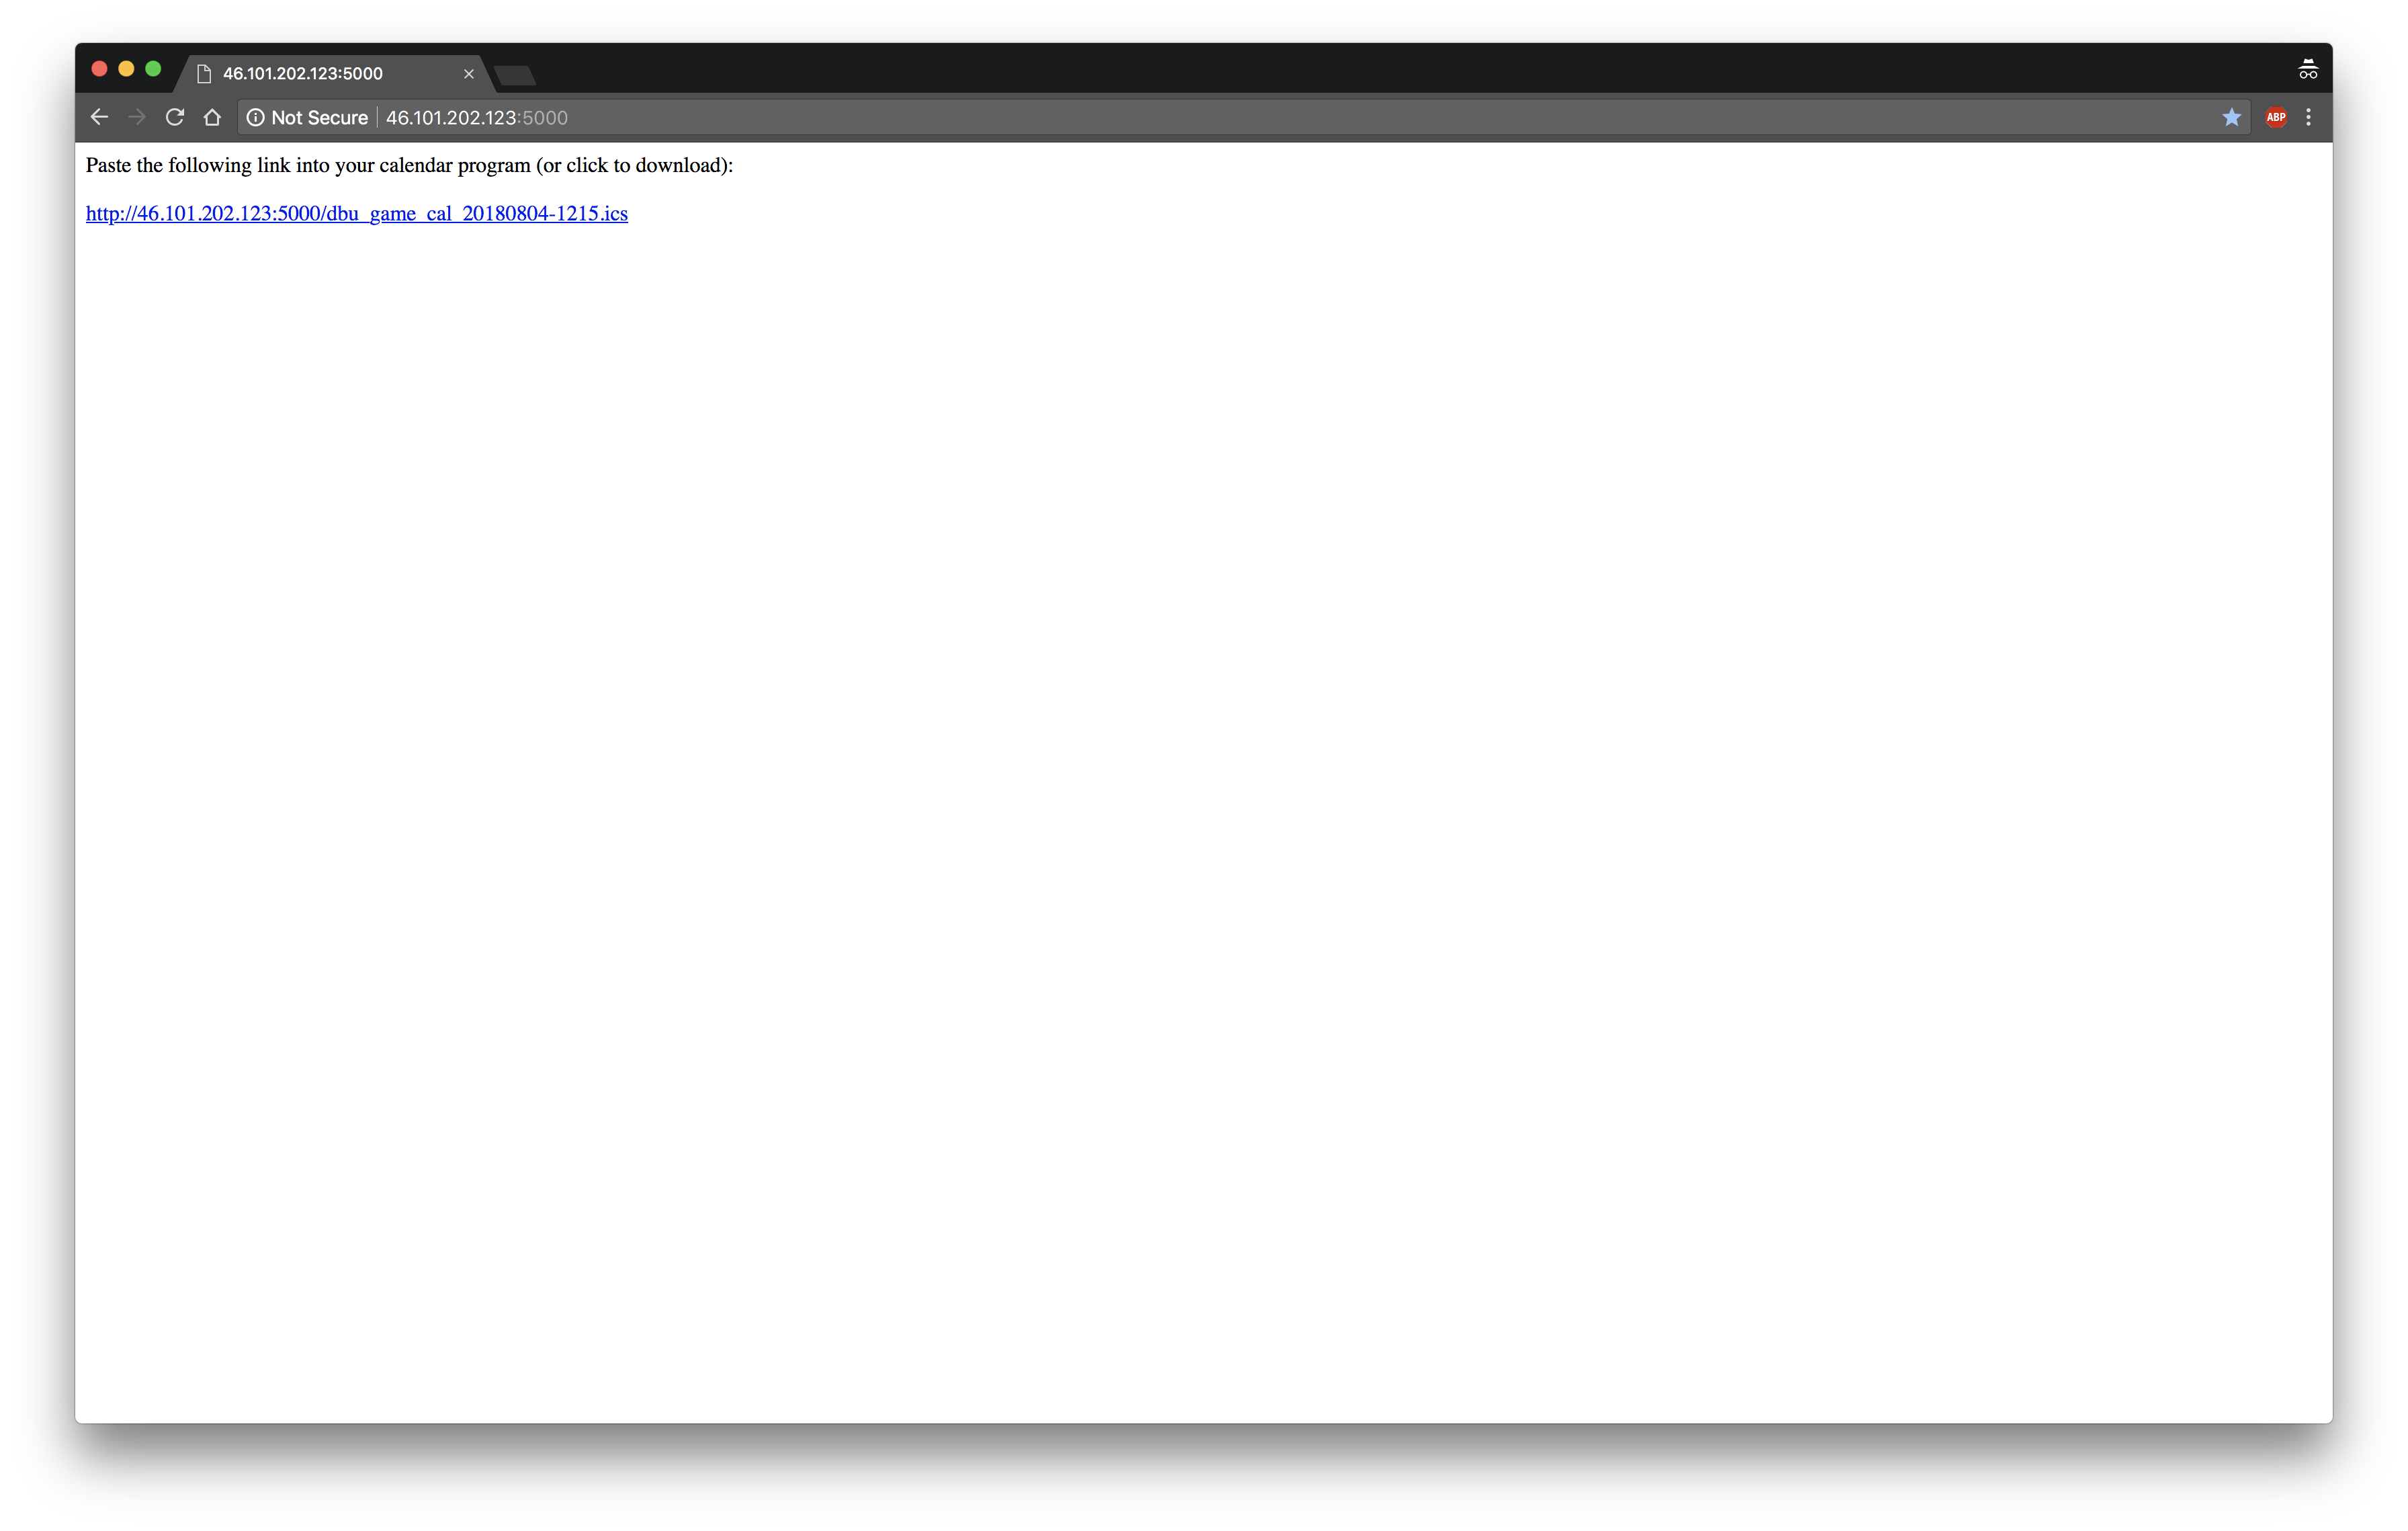 46.101.202.123:5000
Not Secure 46.101.202.123:5000
ABP
Paste the following link into your calendar program (or click to download):
http://46.101.202.123:5000/dbu_game_cal_20180804-1215.ics